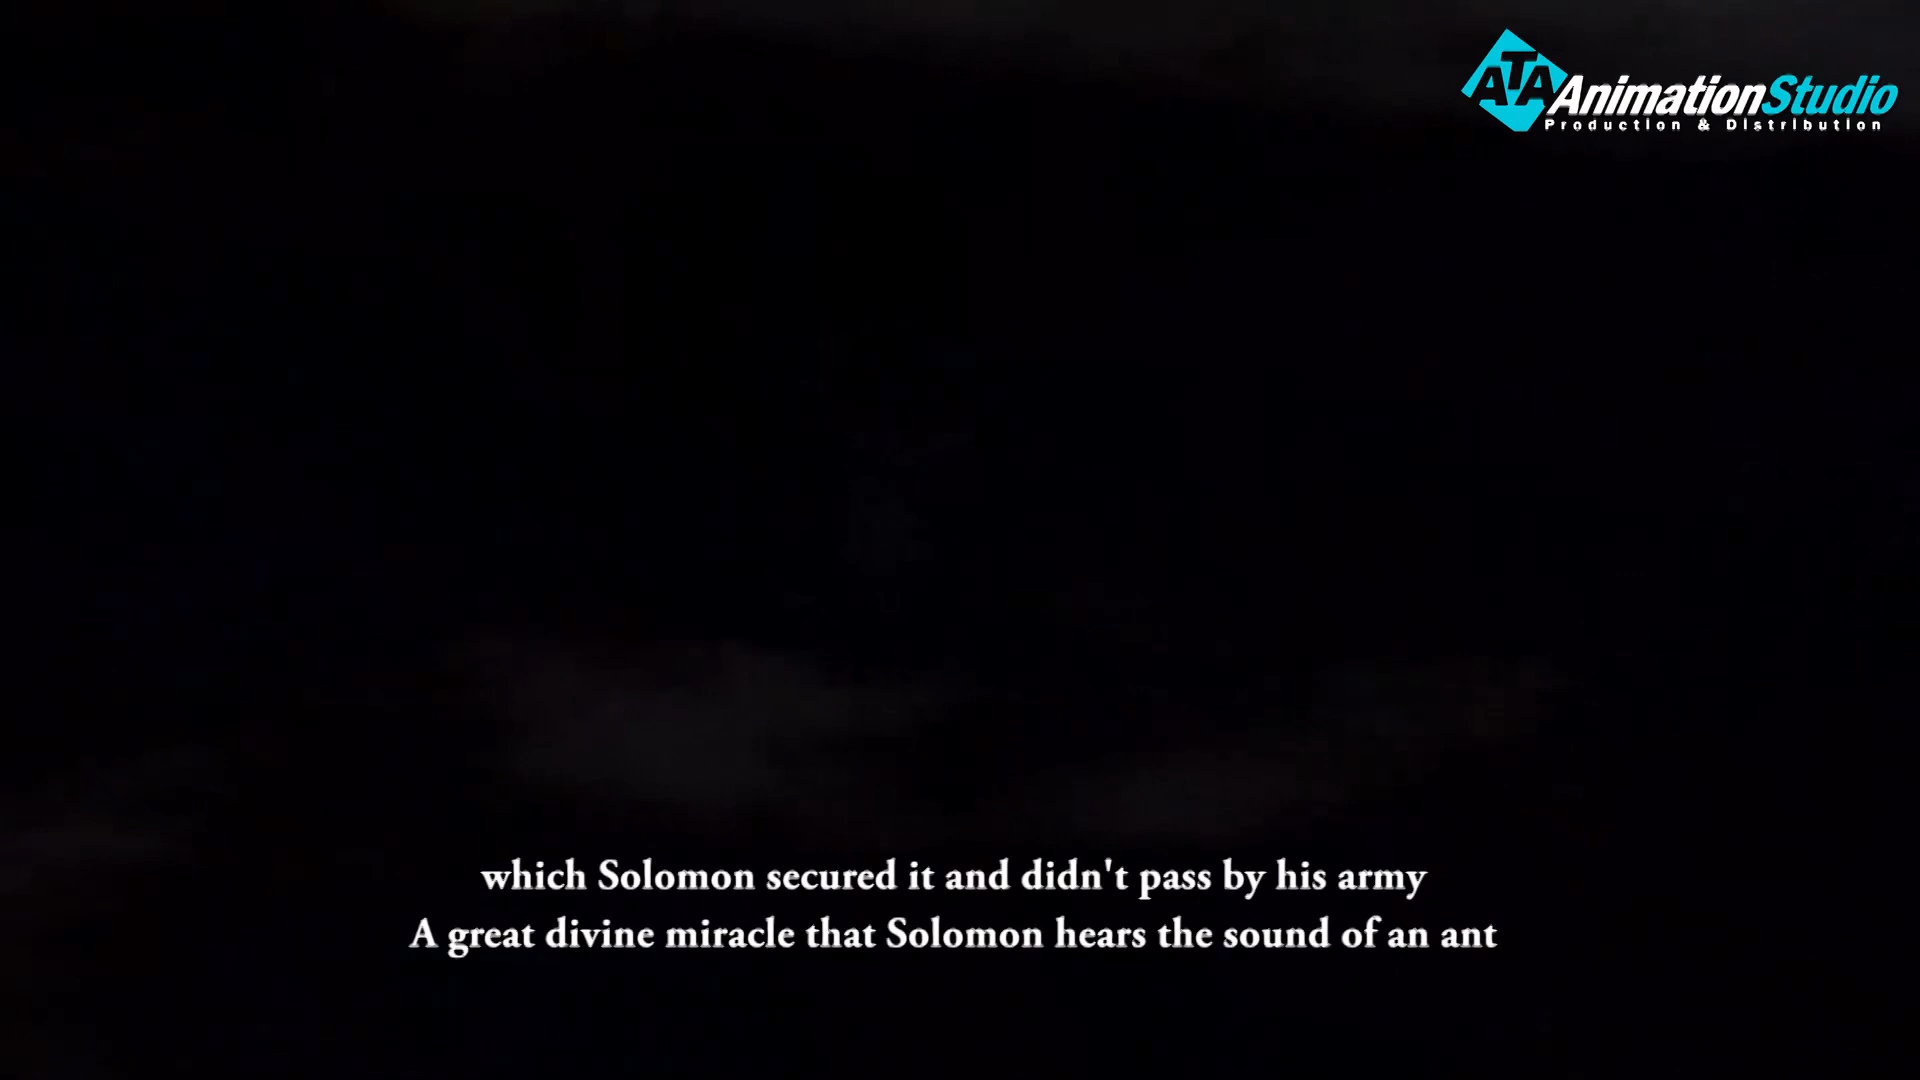 ATA AnimationStudio
Production & Distribution
which Solomon secured it and didn't pass by his army
A great divine miracle that Solomon hears the sound of an ant